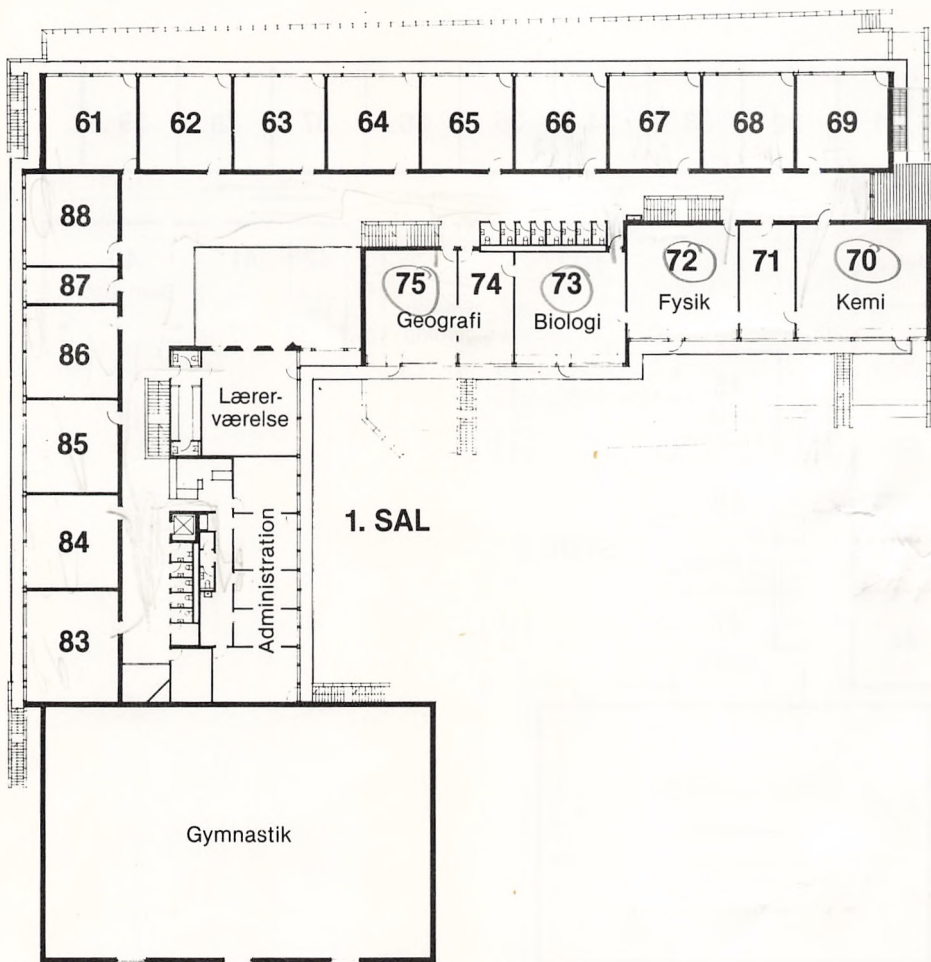 61 62 63 64 65 66 67 68 69
88
87
86
85
84
83
75 74 73 72 71 70
Geografi Biologi Fysik Kemi
Lærer-
værelse
Administration
1. SAL
Gymnastik